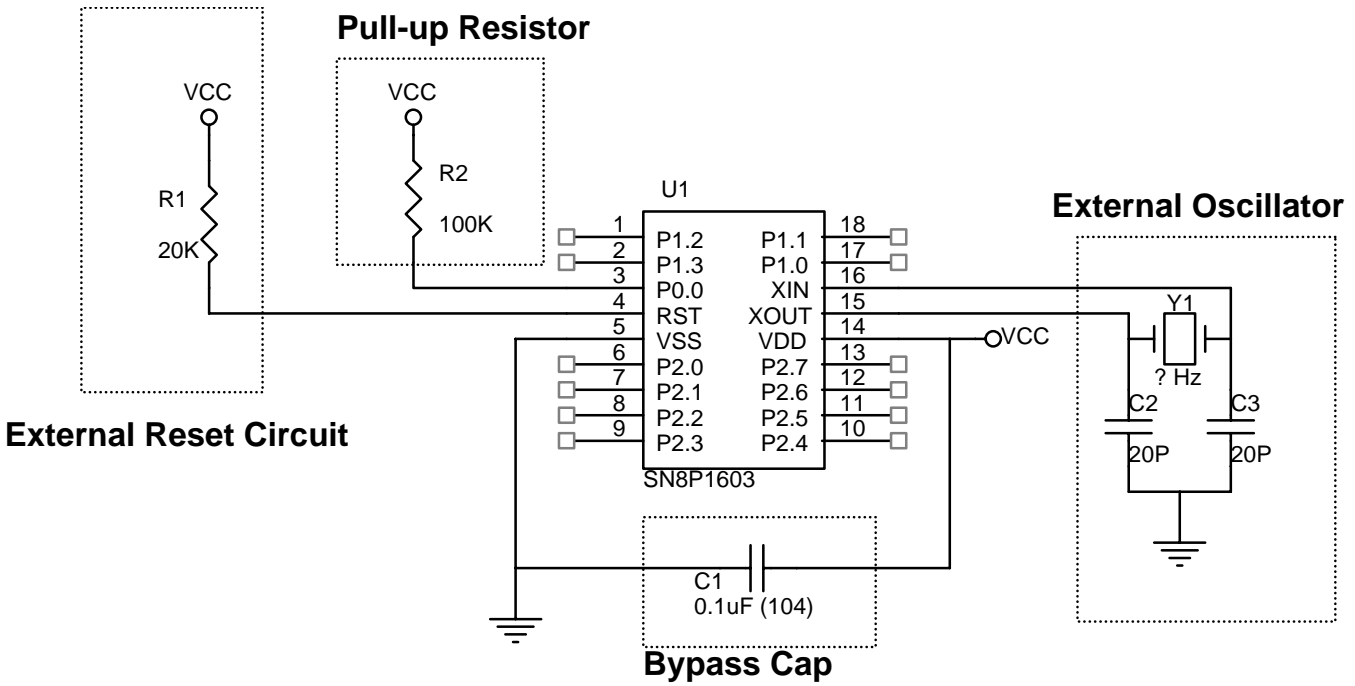 Pull-up Resistor
VCC
VCC
R1
20K
R2
100K
U1
External Oscillator
1 P1.2 P1.1 18
2 P1.3 P1.0 17
3 P0.0 XIN 16
4 RST XOUT 15
5 VSS VDD 14
6 P2.0 P2.7 13
7 P2.1 P2.6 12
8 P2.2 P2.5 11
9 P2.3 P2.4 10
SN8P1603
VCC
Y1
? Hz
C2
20P
C3
20P
External Reset Circuit
C1
0.1uF (104)
Bypass Cap